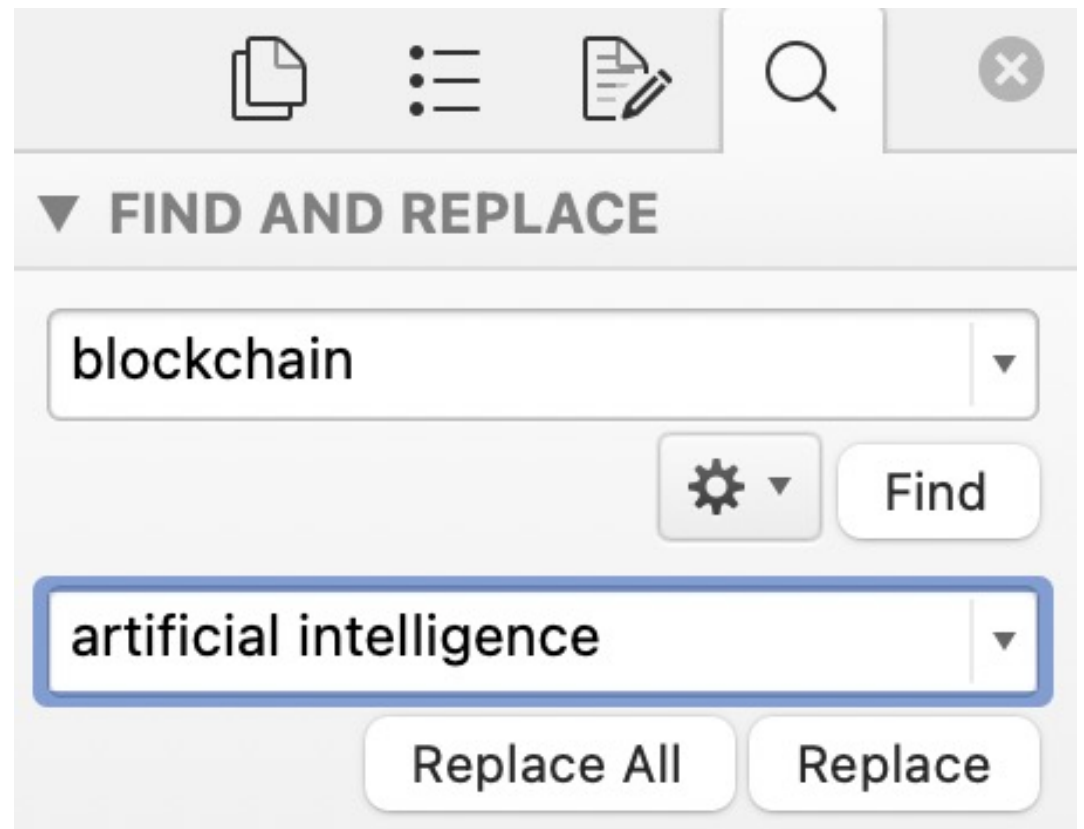 FIND AND REPLACE
blockchain
Find
artificial intelligence
Replace All Replace